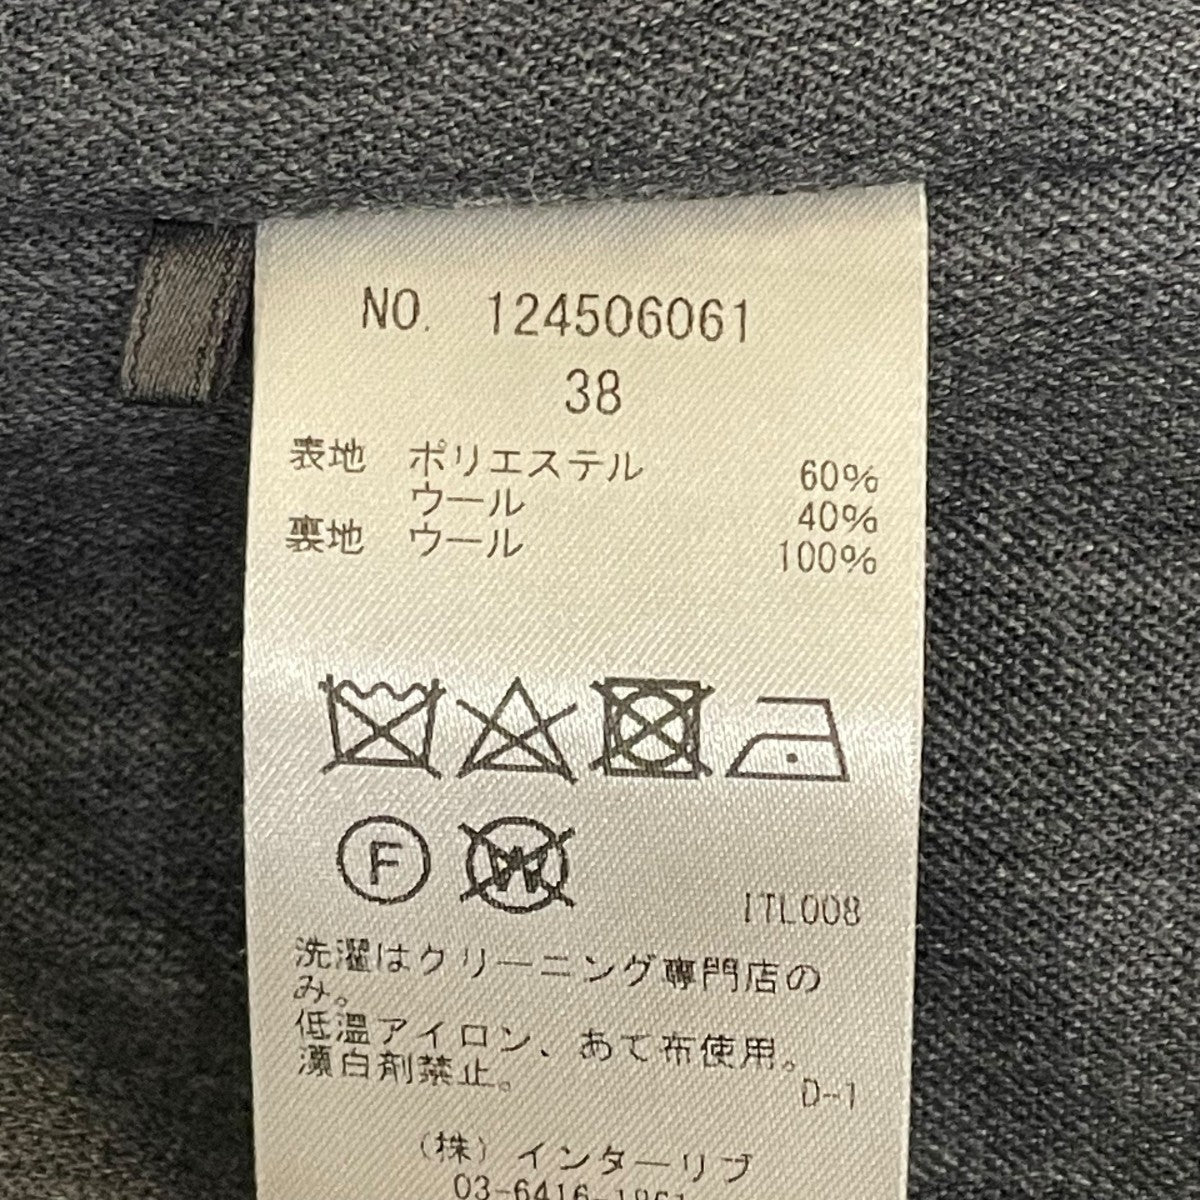 NO. 124506061
38
表地 ポリエステル 60%
ウール 40%
裏地 ウール 100%
F W
ITL008
洗濯はクリーニング専門店の
み。
低温アイロン、あて布使用。
漂白剤禁止。
D-1
(株)インターリブ
03-6416-1861